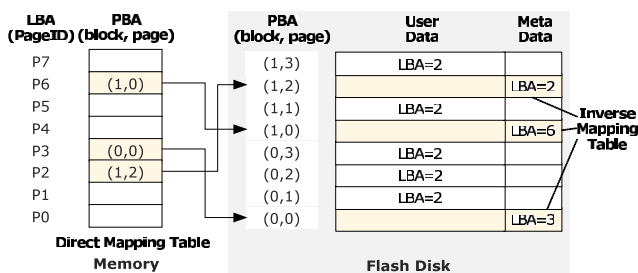 LBA PBA PBA User Meta
(PageID) (block, page) (block, page) Data Data
P7 (1,3) LBA=2
P6 (1,0) (1,2) LBA=2
P5 (1,1) LBA=2
P4 (1,0) LBA=6
P3 (0,0) (0,3) LBA=2
P2 (1,2) (0,2) LBA=2
P1 (0,1) LBA=2
P0 (0,0) LBA=3
Inverse
Mapping
Table
Direct Mapping Table
Memory Flash Disk